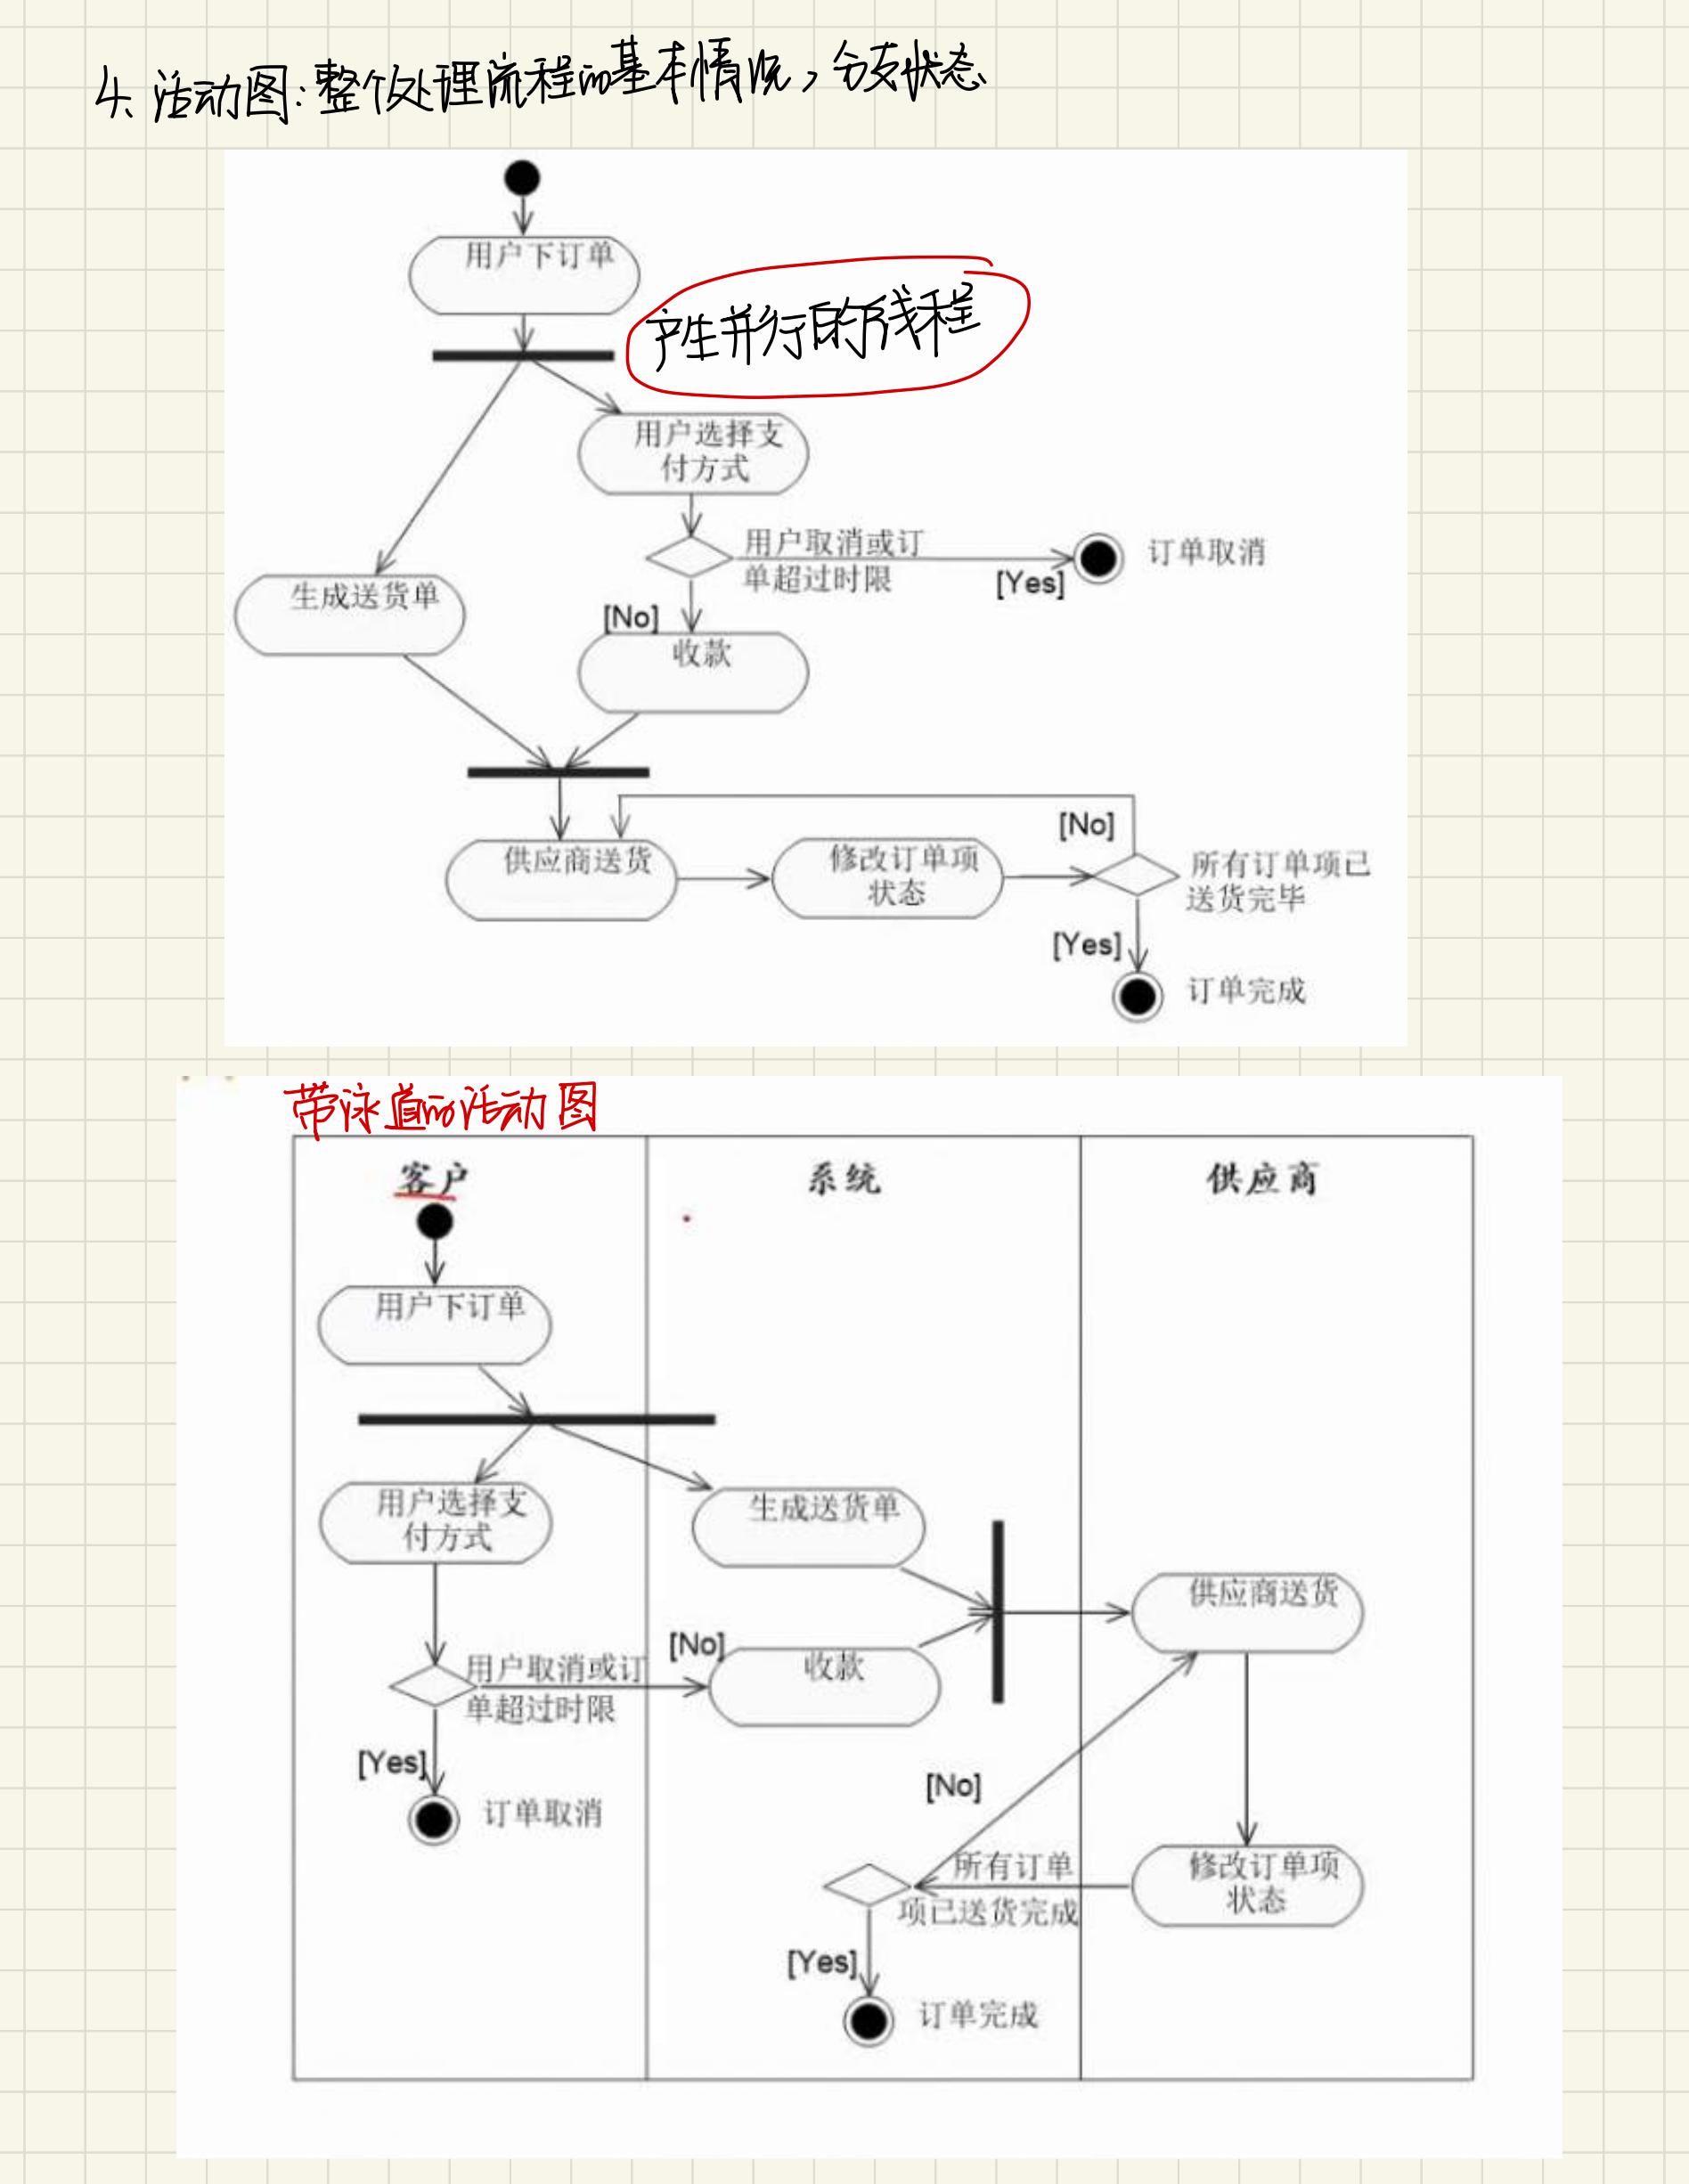 4、活动图：整个处理流程的基本情况，分支状态
用户下订单
产生并行的线程
用户选择支
付方式
用户取消或订
单超过时限
[Yes]
订单取消
生成送货单
[No]
收款
[No]
供应商送货
修改订单项
状态
所有订单项已
送货完毕
[Yes]
订单完成
带泳道的活动图
客户
系统
供应商
用户下订单
用户选择支
付方式
生成送货单
供应商送货
[No]
用户取消或订
单超过时限
收款
[Yes]
订单取消
[No]
所有订单
项已送货完成
修改订单项
状态
[Yes]
订单完成